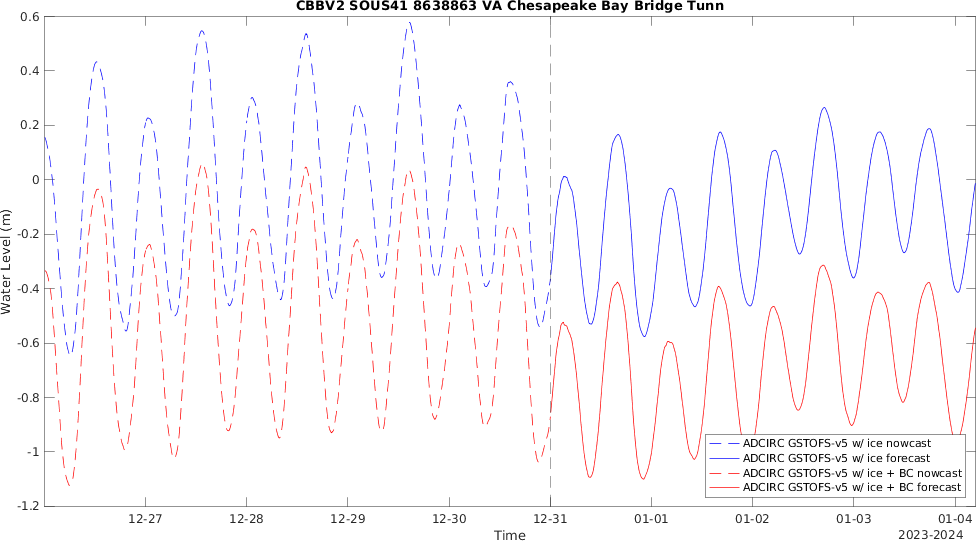 CBBV2 SOUS41 8638863 VA Chesapeake Bay Bridge Tunn
0.6
0.4
0.2
0
-0.2
-0.4
-0.6
-0.8
-1
-1.2
Water Level (m)
12-27
12-28
12-29
12-30
12-31
01-01
01-02
01-03
01-04
Time
2023-2024
ADCIRC GSTOFS-v5 w/ ice nowcast
ADCIRC GSTOFS-v5 w/ ice forecast
ADCIRC GSTOFS-v5 w/ ice + BC nowcast
ADCIRC GSTOFS-v5 w/ ice + BC forecast